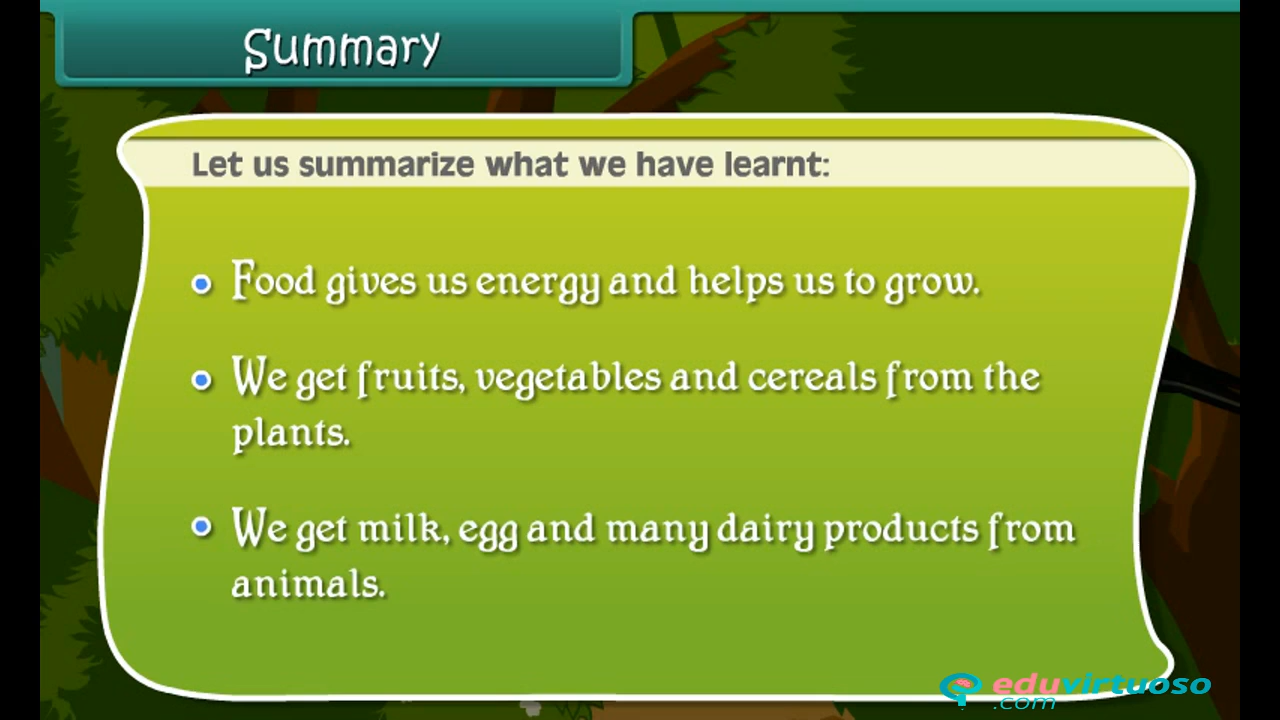 Summary
Let us summarize what we have learnt:
Food gives us energy and helps us to grow.
We get fruits, vegetables and cereals from the
plants.
We get milk, egg and many dairy products from
animals.
eduvirtuoso
.com